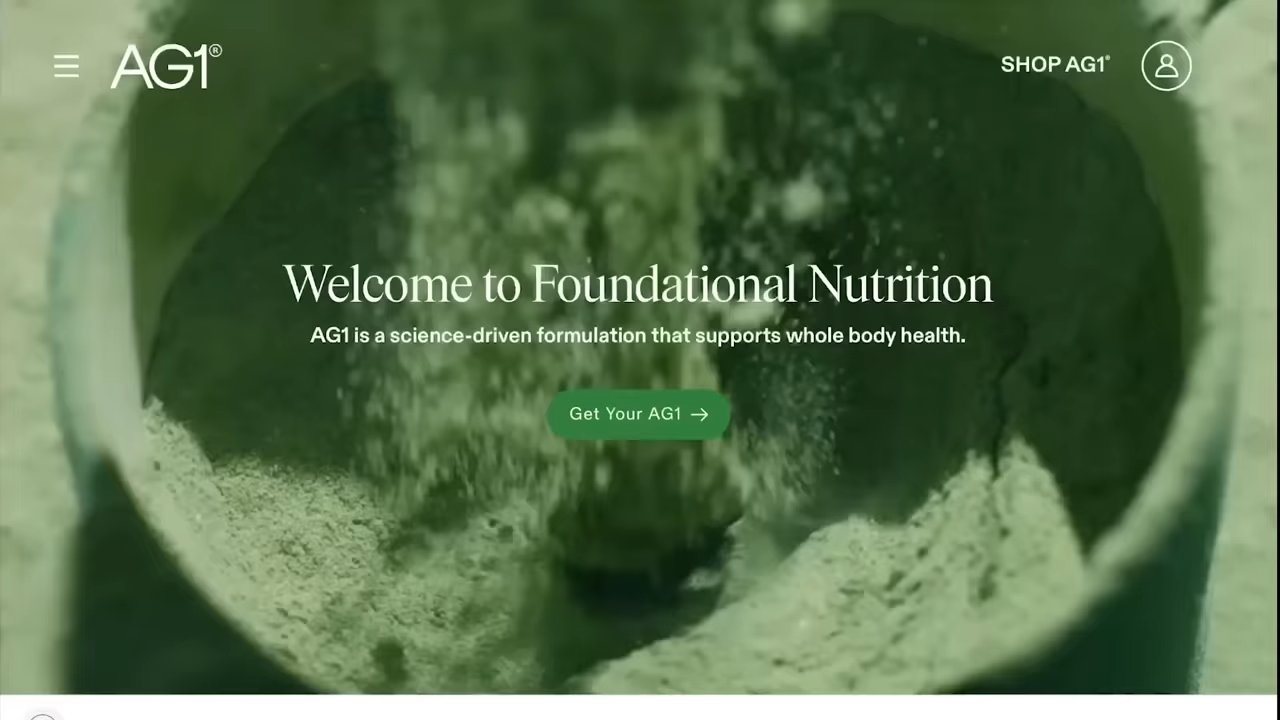 AG1®
SHOP AG1®
Welcome to Foundational Nutrition
AG1 is a science-driven formulation that supports whole body health.
Get Your AG1 →